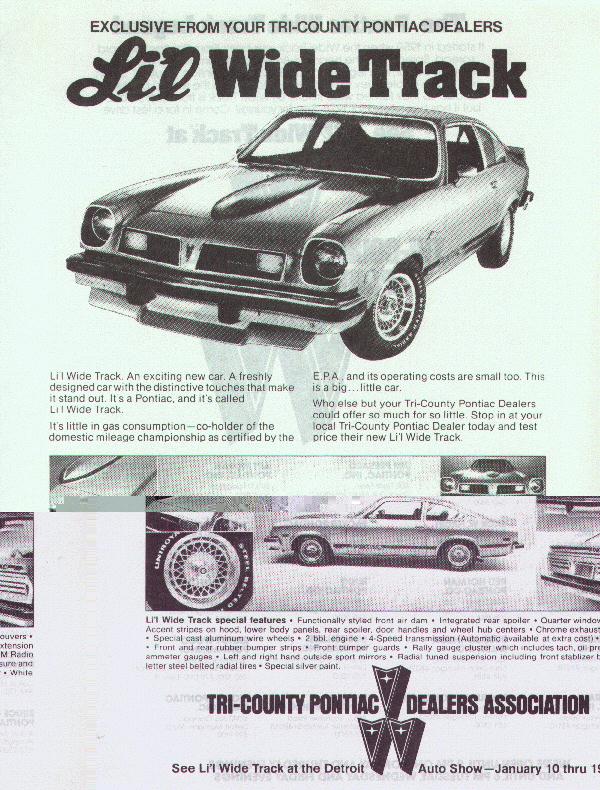 EXCLUSIVE FROM YOUR TRI-COUNTY PONTIAC DEALERS
Li'l Wide Track
Li'l Wide Track. An exciting new car. A freshly
designed car with the distinctive touches that make
it stand out. It's a Pontiac, and it's called
Li'l Wide Track.
It's little in gas consumption—co-holder of the
domestic mileage championship as certified by the
E.P.A., and its operating costs are small too. This
is a big...little car.
Who else but your Tri-County Pontiac Dealers
could offer so much for so little. Stop in at your
local Tri-County Pontiac Dealer today and test
price their new Li'l Wide Track.
UNIROYAL STEEL BELTED
Li'l Wide Track special features • Functionally styled front air dam • Integrated rear spoiler • Quarter window
ouvers •
Accent stripes on hood, lower body panels, rear spoiler, door handles and wheel hub centers • Chrome exhaust
xtension
• Special cast aluminum wire wheels • 2 bbl. engine • 4-Speed transmission (Automatic available at extra cost) •
M Radio
• Front and rear rubber bumper strips • Front bumper guards • Rally gauge cluster which includes tach, oil pre
sure and
ammeter gauges • Left and right hand outside sport mirrors • Radial tuned suspension including front stablizer b
• White
letter steel belted radial tires • Special silver paint.
TRI-COUNTY PONTIAC DEALERS ASSOCIATION
See Li'l Wide Track at the Detroit Auto Show—January 10 thru 19